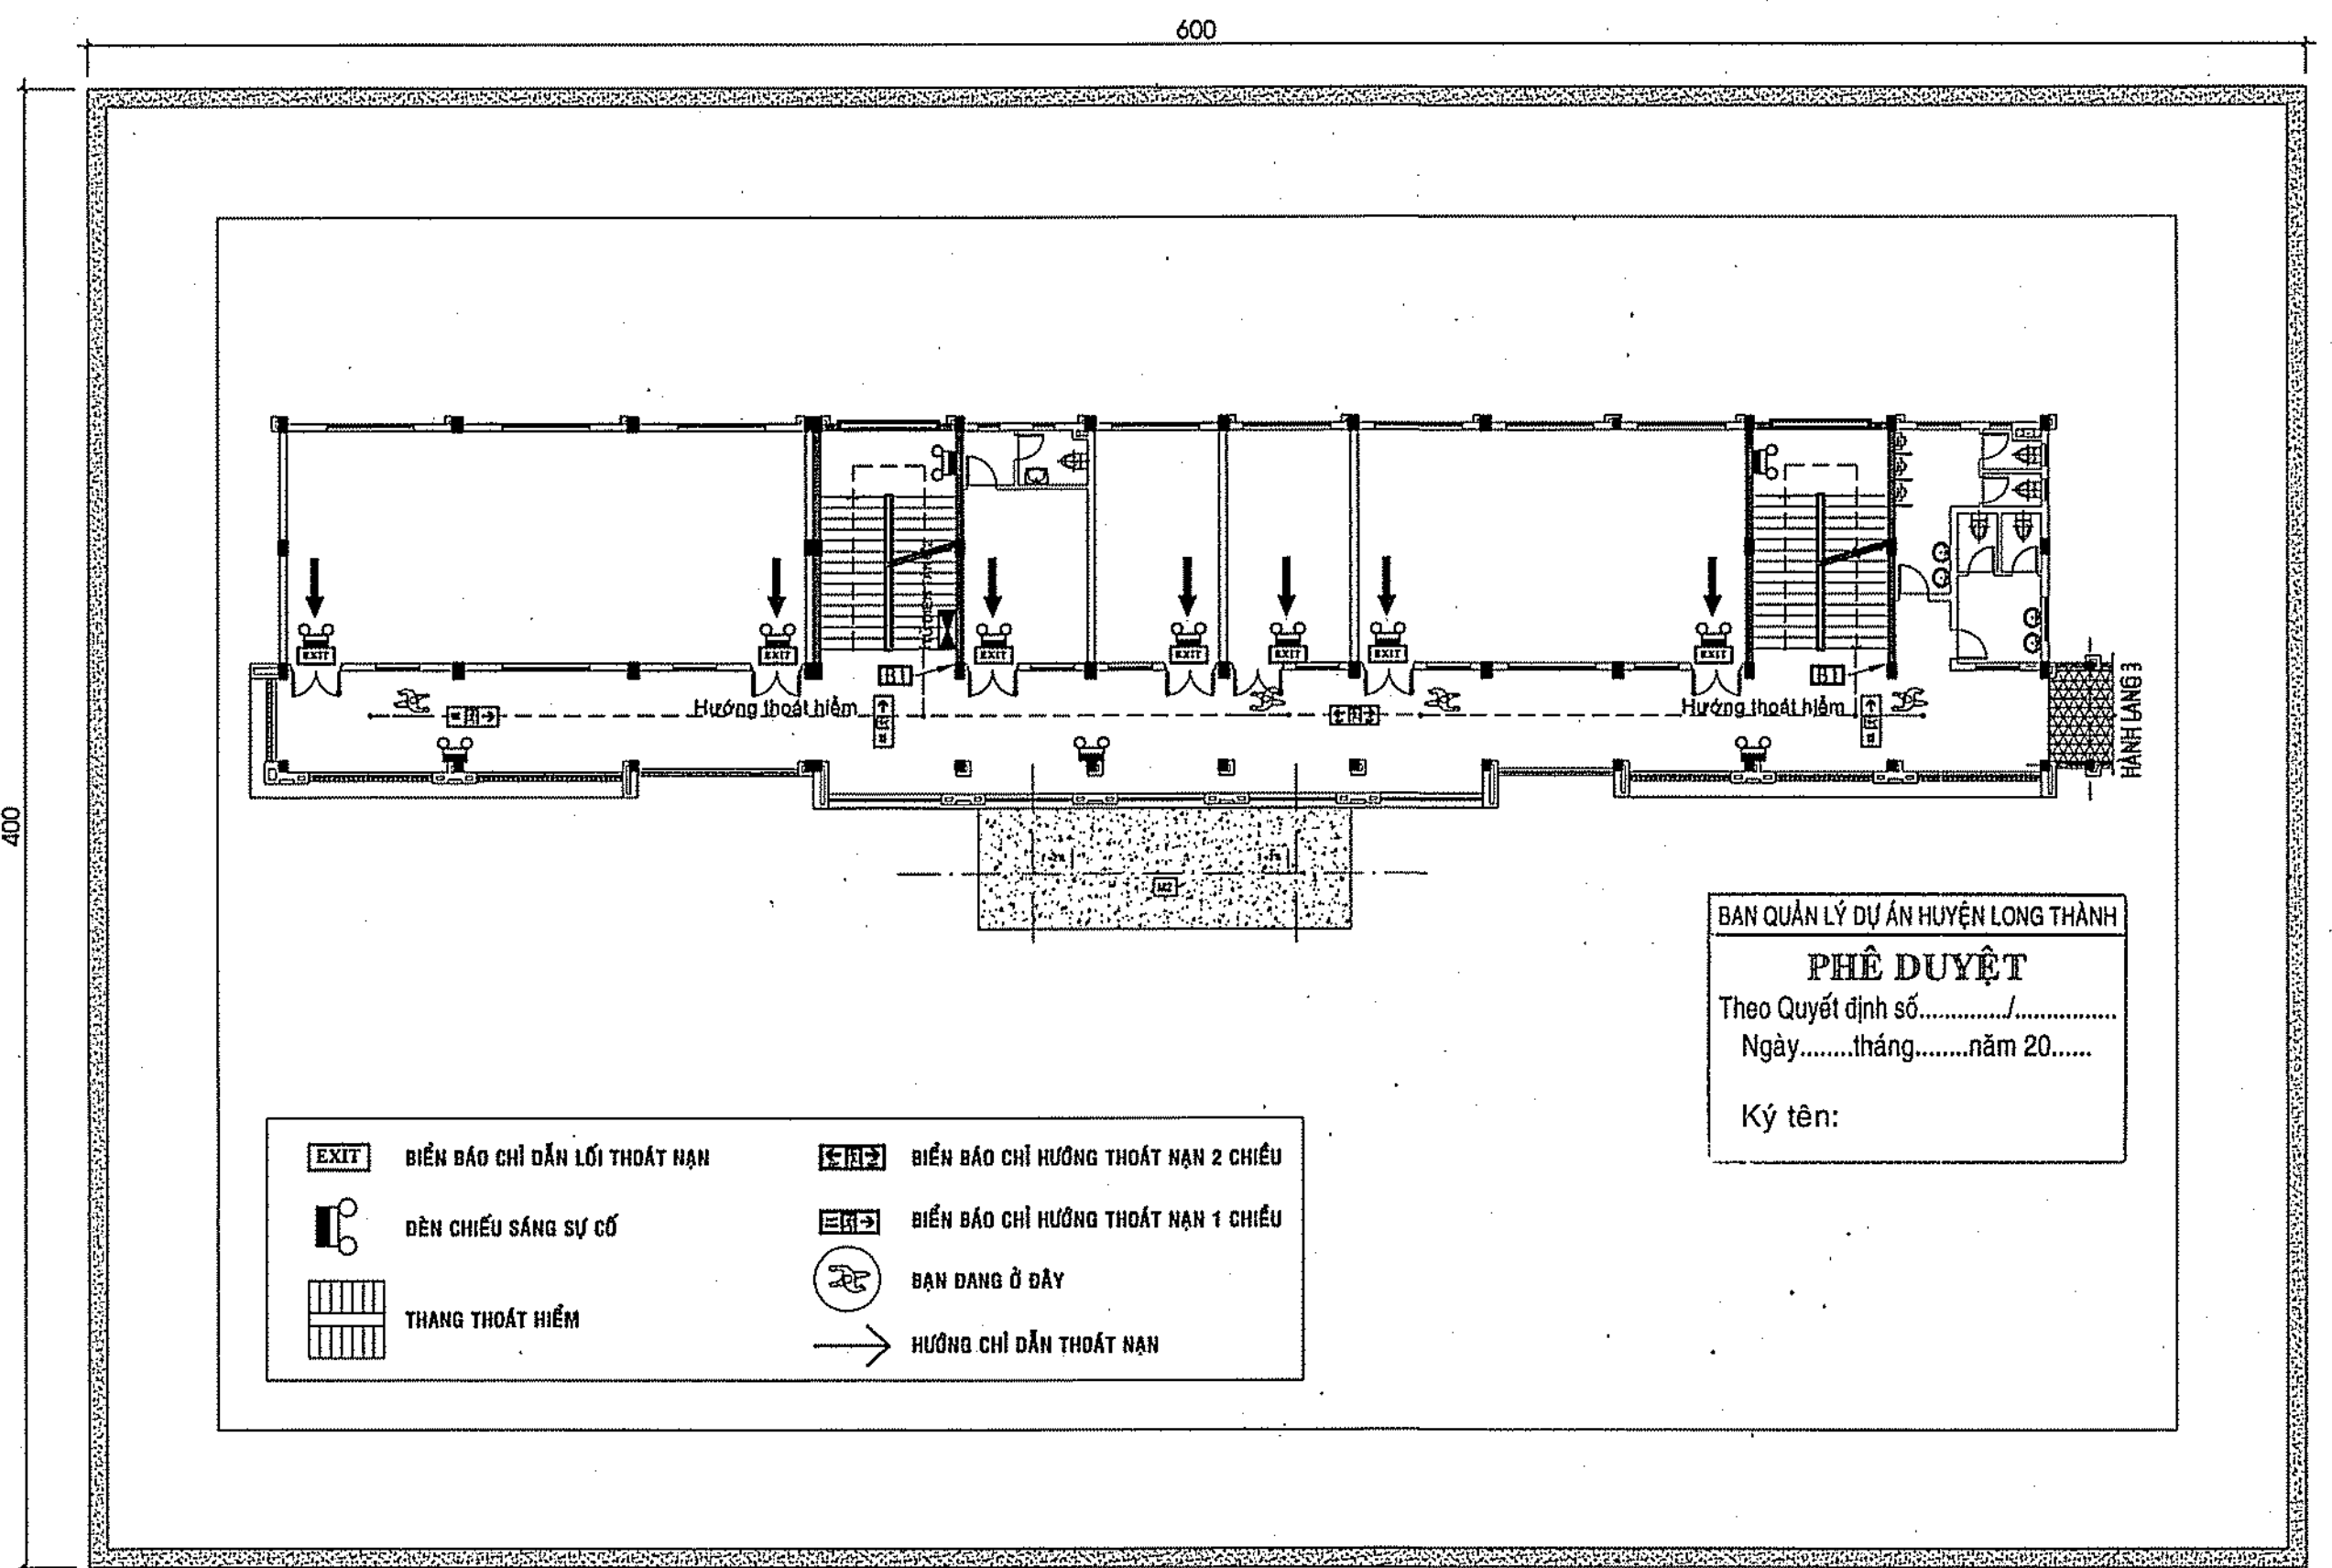 600
400
EXIT
EXIT
EXIT
EXIT
EXIT
EXIT
EXIT
B1
B1
Hướng thoát hiểm
Hướng thoát hiểm
HÀNH LANG 3
M2
BAN QUẢN LÝ DỰ ÁN HUYỆN LONG THÀNH
PHÊ DUYỆT
Theo Quyết định số............../................
Ngày........tháng........năm 20......
Ký tên:
EXIT BIỂN BÁO CHỈ DẪN LỐI THOÁT NẠN
ĐÈN CHIẾU SÁNG SỰ CỐ
THANG THOÁT HIỂM
BIỂN BÁO CHỈ HƯỚNG THOÁT NẠN 2 CHIỀU
BIỂN BÁO CHỈ HƯỚNG THOÁT NẠN 1 CHIỀU
BẠN ĐANG Ở ĐÂY
HƯỚNG CHỈ DẪN THOÁT NẠN